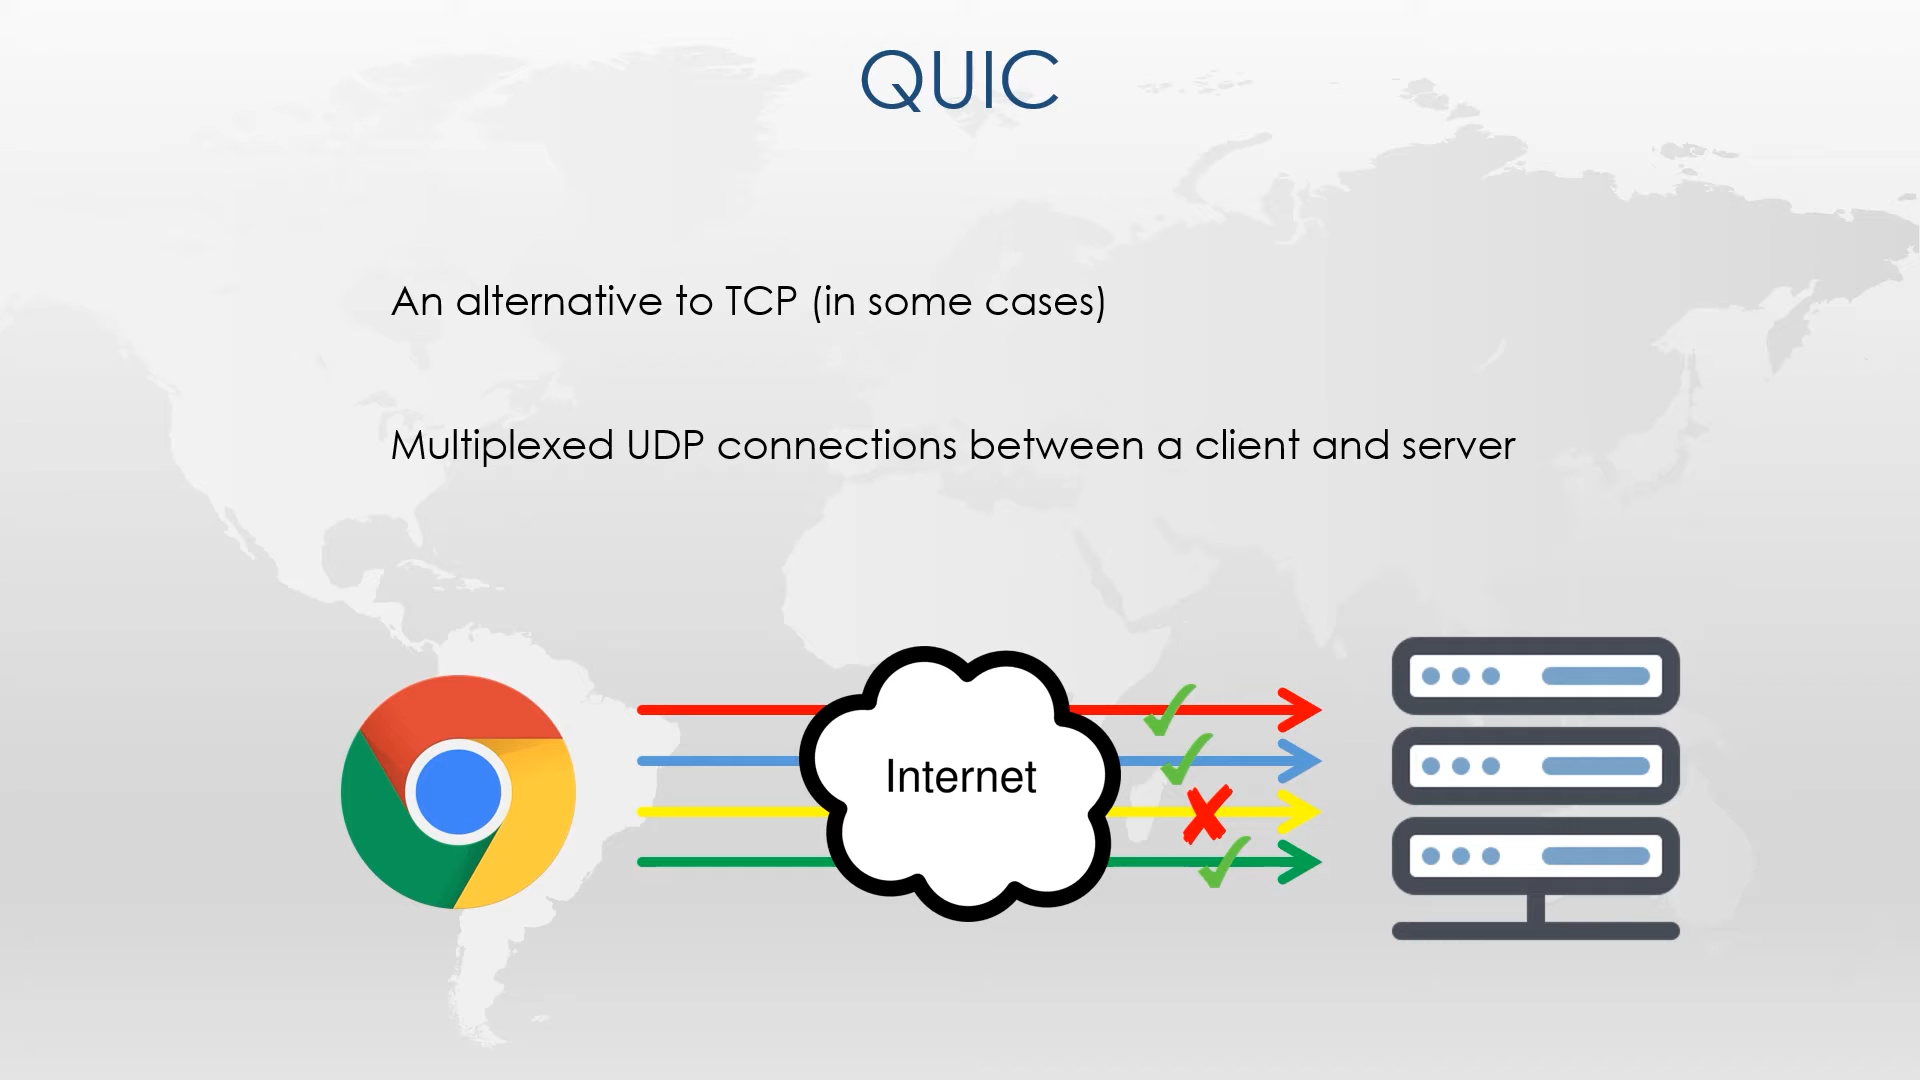 QUIC
An alternative to TCP (in some cases)
Multiplexed UDP connections between a client and server
Internet